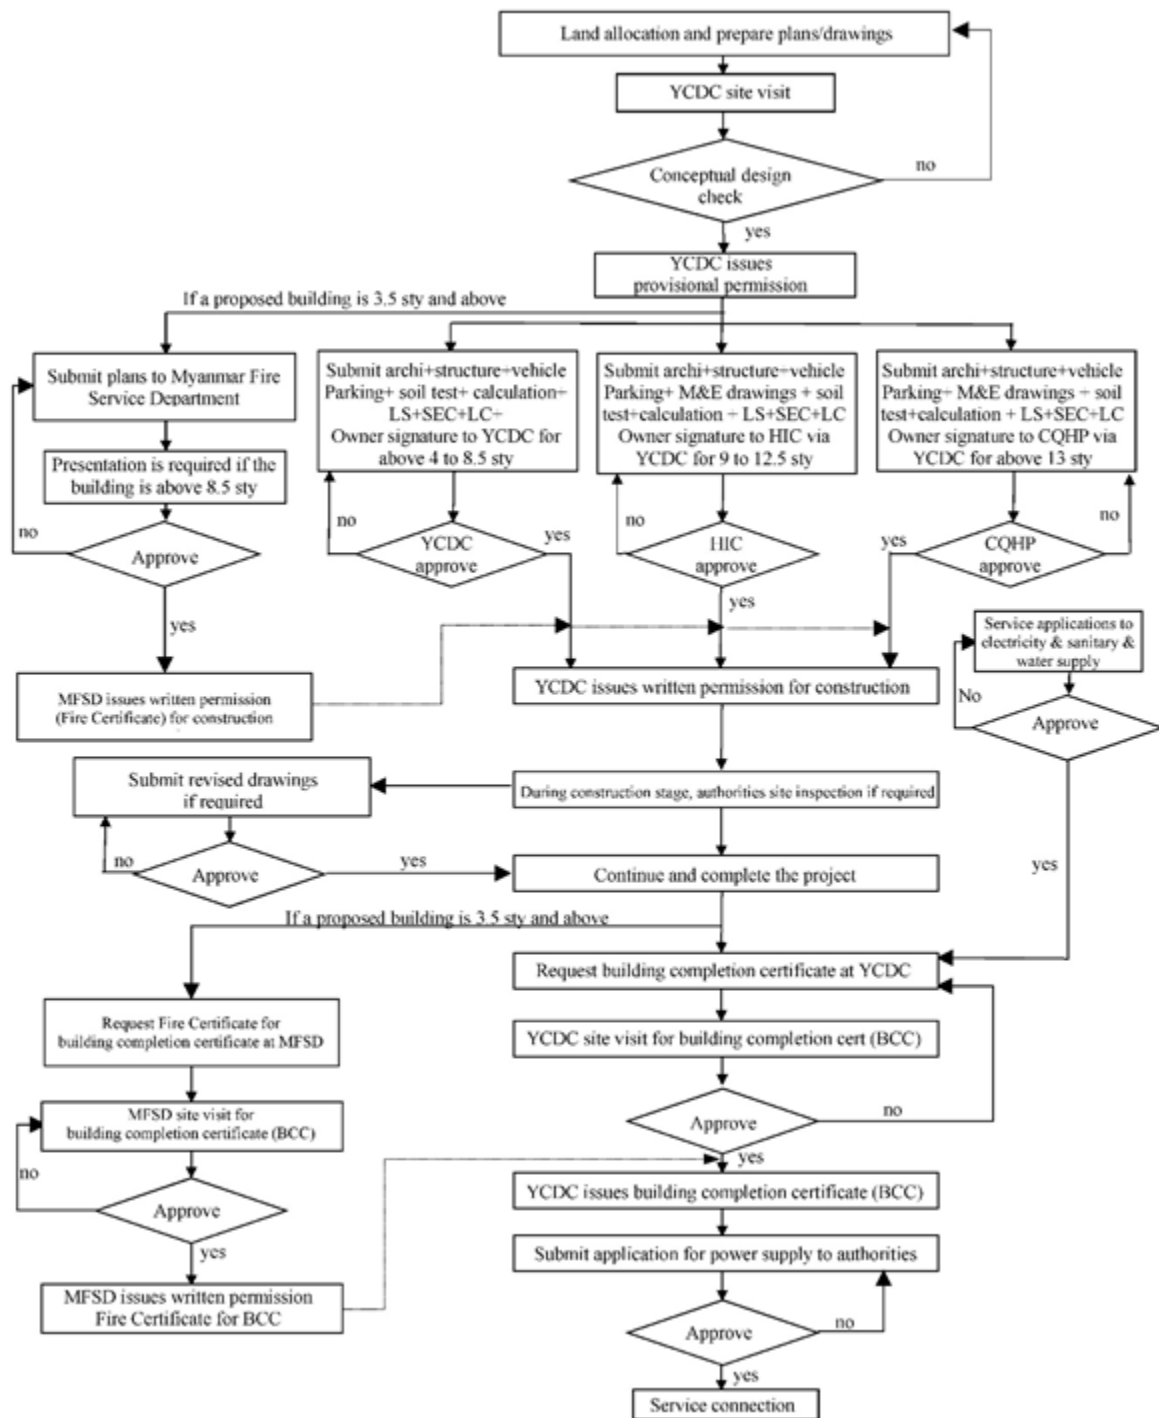 Land allocation and prepare plans/drawings
YCDC site visit
Conceptual design
check
no
yes
YCDC issues
provisional permission
If a proposed building is 3.5 sty and above
Submit plans to Myanmar Fire
Service Department
Submit archi+structure+vehicle
Parking+ soil test+ calculation+
LS+SEC+LC+
Owner signature to YCDC for
above 4 to 8.5 sty
Submit archi+structure+vehicle
Parking+ M&E drawings + soil
test+calculation + LS+SEC+LC
Owner signature to HIC via
YCDC for 9 to 12.5 sty
Submit archi+structure+vehicle
Parking+ M&E drawings + soil
test+calculation + LS+SEC+LC
Owner signature to CQHP via
YCDC for above 13 sty
Presentation is required if the
building is above 8.5 sty
no
Approve
yes
no
YCDC
approve
yes
no
HIC
approve
yes
yes
CQHP
approve
no
Service applications to
electricity & sanitary &
water supply
No
Approve
yes
MFSD issues written permission
(Fire Certificate) for construction
YCDC issues written permission for construction
Submit revised drawings
if required
During construction stage, authorities site inspection if required
no
Approve
yes
Continue and complete the project
If a proposed building is 3.5 sty and above
Request building completion certificate at YCDC
Request Fire Certificate for
building completion certificate at MFSD
YCDC site visit for building completion cert (BCC)
MFSD site visit for
building completion certificate (BCC)
Approve
no
yes
no
Approve
yes
YCDC issues building completion certificate (BCC)
Submit application for power supply to authorities
MFSD issues written permission
Fire Certificate for BCC
Approve
no
yes
Service connection